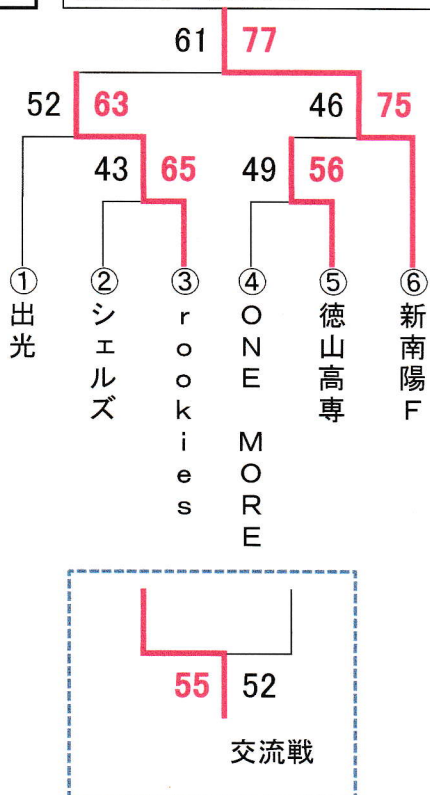 61 77
52 63 46 75
43 65 49 56
① ② ③ ④ ⑤ ⑥
出光
シェルズ
rookies
ONE MORE
徳山高専
新南陽F
55 52
交流戦